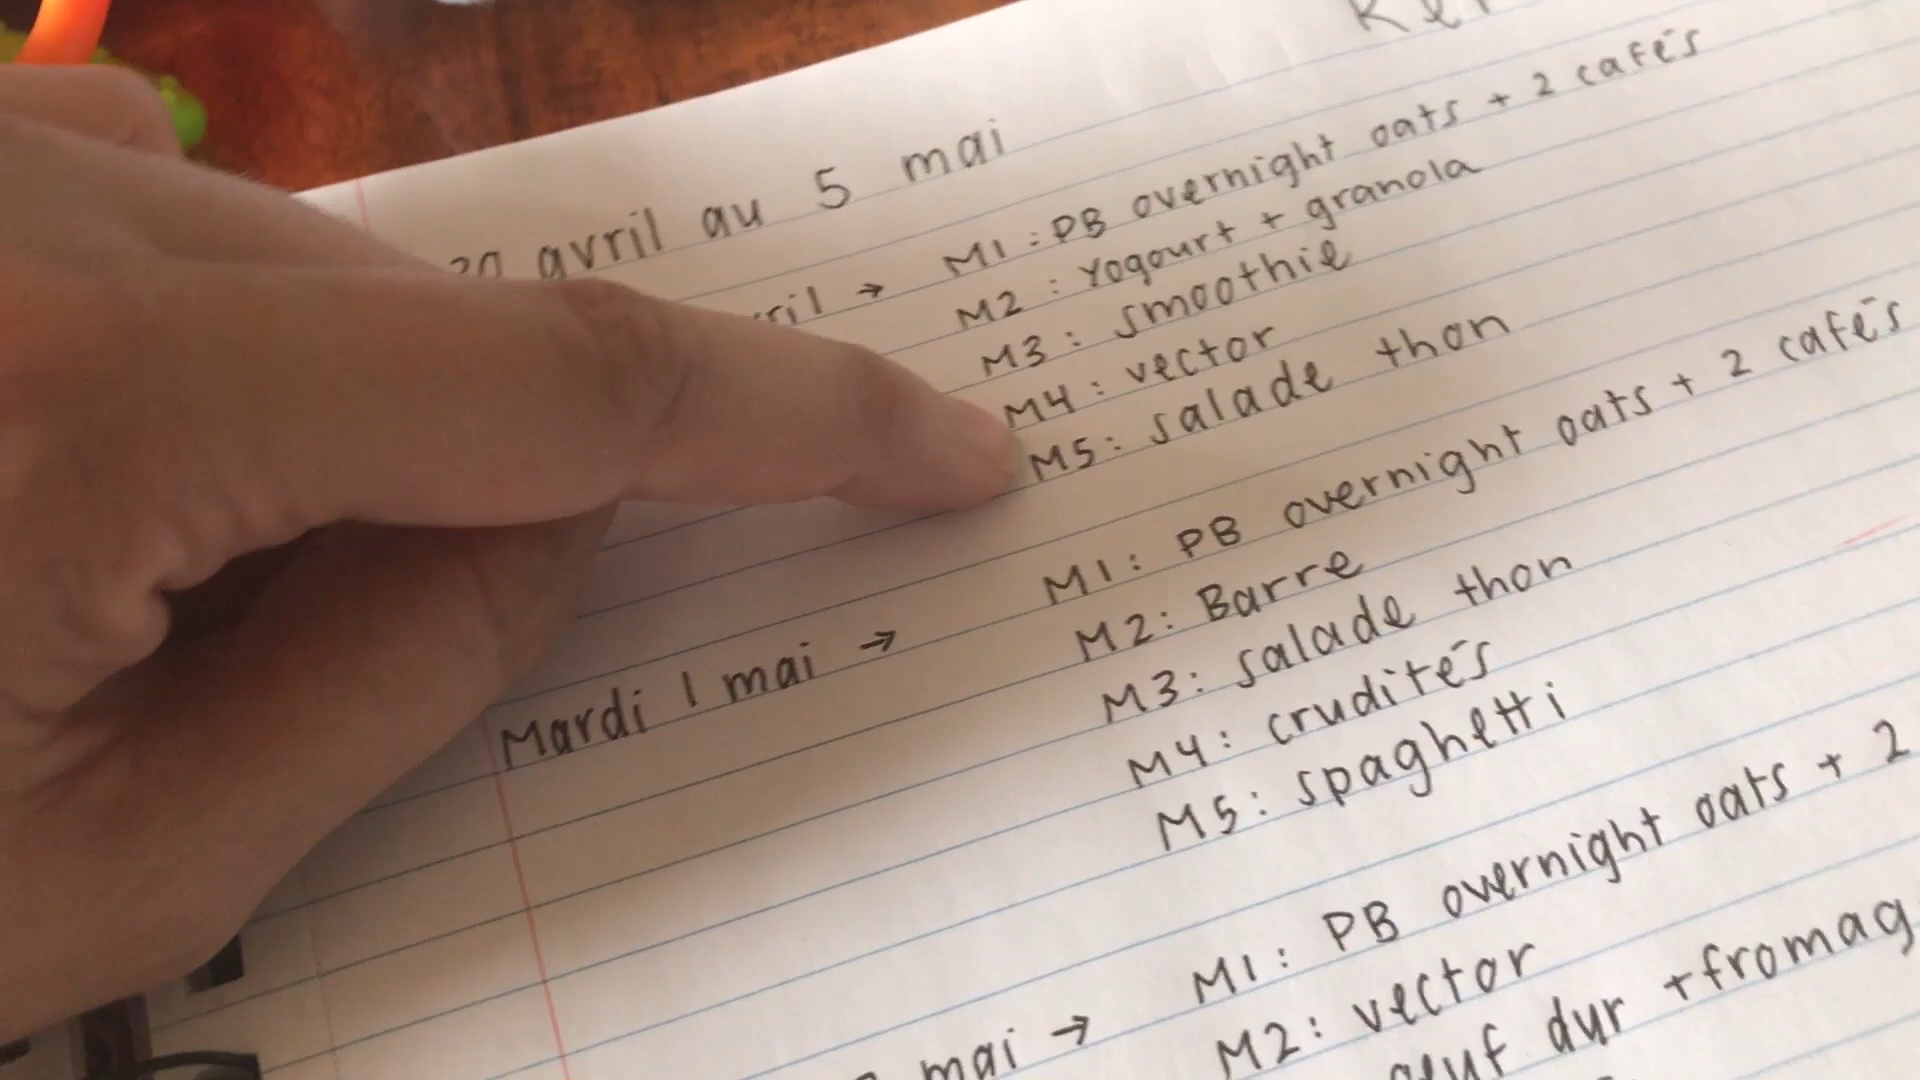 30 avril au 5 mai
→ M1 : PB overnight oats + 2 cafés
M2 : Yogourt + granola
M3 : smoothie
M4 : vector
M5 : salade thon
Mardi 1 mai → M1 : PB overnight oats + 2 cafés
M2 : Barre
M3 : salade thon
M4 : crudités
M5 : spaghetti
mai → M1 : PB overnight oats + 2
M2 : vector
dur + fromag